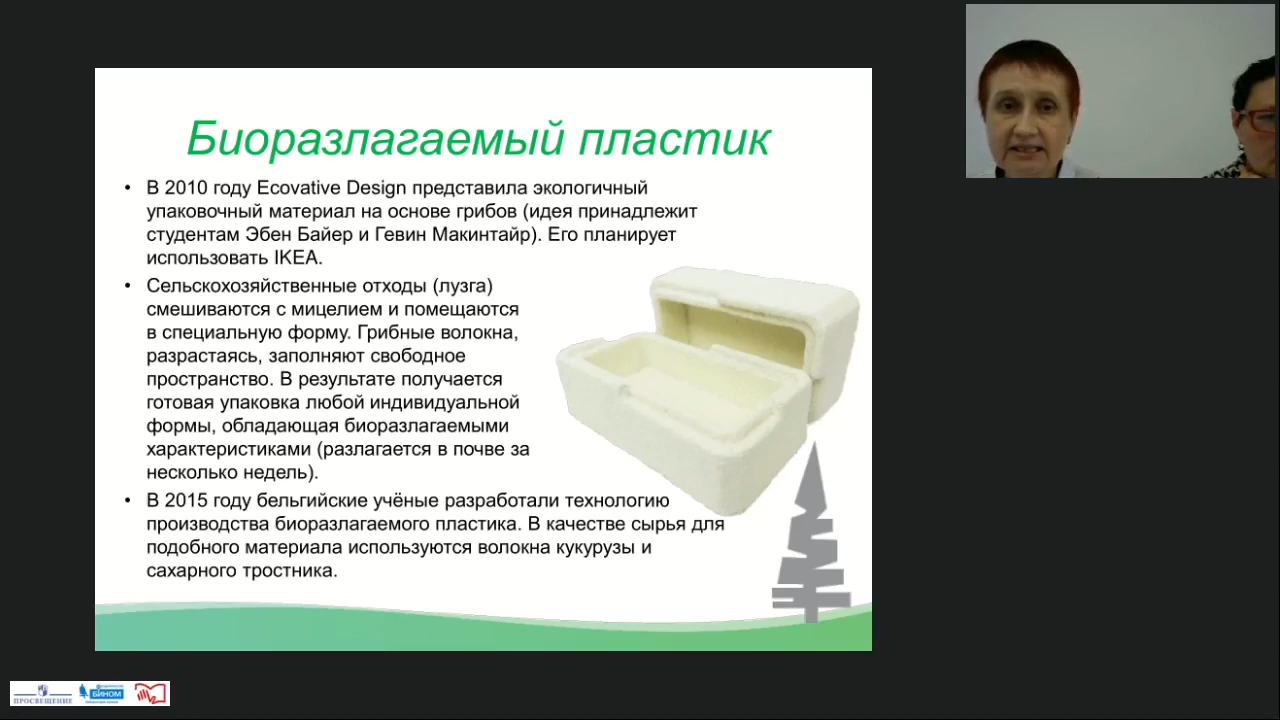 Биоразлагаемый пластик
• В 2010 году Ecovative Design представила экологичный
упаковочный материал на основе грибов (идея принадлежит
студентам Эбен Байер и Гевин Макинтайр). Его планирует
использовать IKEA.
• Сельскохозяйственные отходы (лузга)
смешиваются с мицелием и помещаются
в специальную форму. Грибные волокна,
разрастаясь, заполняют свободное
пространство. В результате получается
готовая упаковка любой индивидуальной
формы, обладающая биоразлагаемыми
характеристиками (разлагается в почве за
несколько недель).
• В 2015 году бельгийские учёные разработали технологию
производства биоразлагаемого пластика. В качестве сырья для
подобного материала используются волокна кукурузы и
сахарного тростника.
ПРОСВЕЩЕНИЕ
БИНОМ